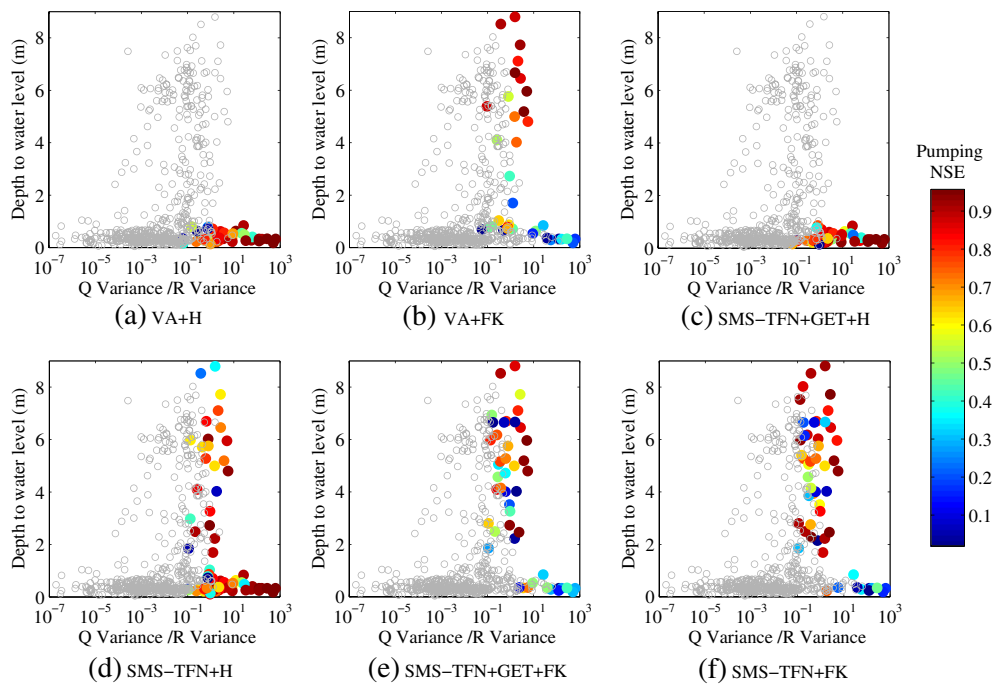 Depth to water level (m)
8
6
4
2
0
10^-7 10^-5 10^-3 10^-1 10^1 10^3
Q Variance /R Variance
(a) VA+H
Depth to water level (m)
8
6
4
2
0
10^-7 10^-5 10^-3 10^-1 10^1 10^3
Q Variance /R Variance
(b) VA+FK
Depth to water level (m)
8
6
4
2
0
10^-7 10^-5 10^-3 10^-1 10^1 10^3
Q Variance /R Variance
(c) SMS-TFN+GET+H
Pumping
NSE
0.9
0.8
0.7
0.6
0.5
0.4
0.3
0.2
0.1
Depth to water level (m)
8
6
4
2
0
10^-7 10^-5 10^-3 10^-1 10^1 10^3
Q Variance /R Variance
(d) SMS-TFN+H
Depth to water level (m)
8
6
4
2
0
10^-7 10^-5 10^-3 10^-1 10^1 10^3
Q Variance /R Variance
(e) SMS-TFN+GET+FK
Depth to water level (m)
8
6
4
2
0
10^-7 10^-5 10^-3 10^-1 10^1 10^3
Q Variance /R Variance
(f) SMS-TFN+FK